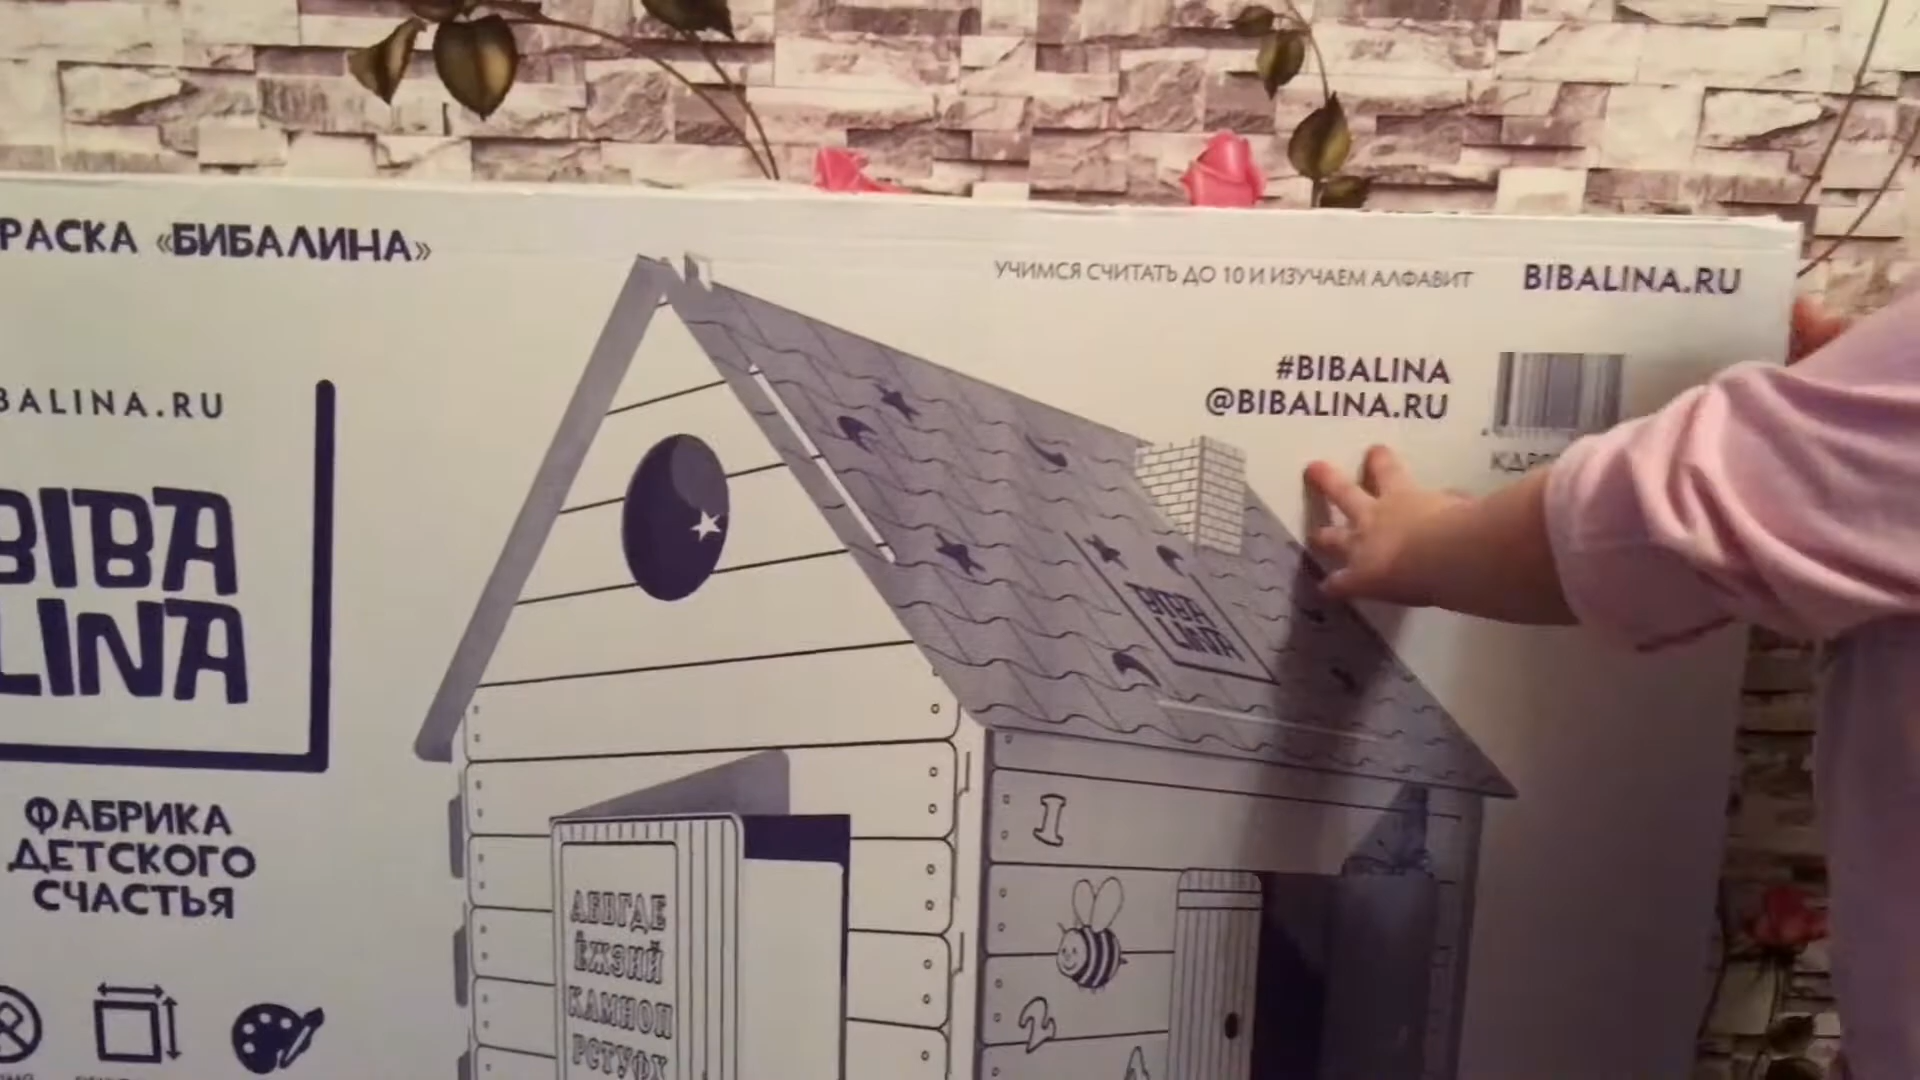 РАСКА «БИБАЛИНА»
УЧИМСЯ СЧИТАТЬ ДО 10 И ИЗУЧАЕМ АЛФАВИТ
BIBALINA.RU
#BIBALINA
@BIBALINA.RU
BALINA.RU
BIBA
LINA
ФАБРИКА
ДЕТСКОГО
СЧАСТЬЯ
BIBA
LINA
1
2
АБВГДЕ
ЁЖЗИЙ
КЛМНОП
РСТУФХ